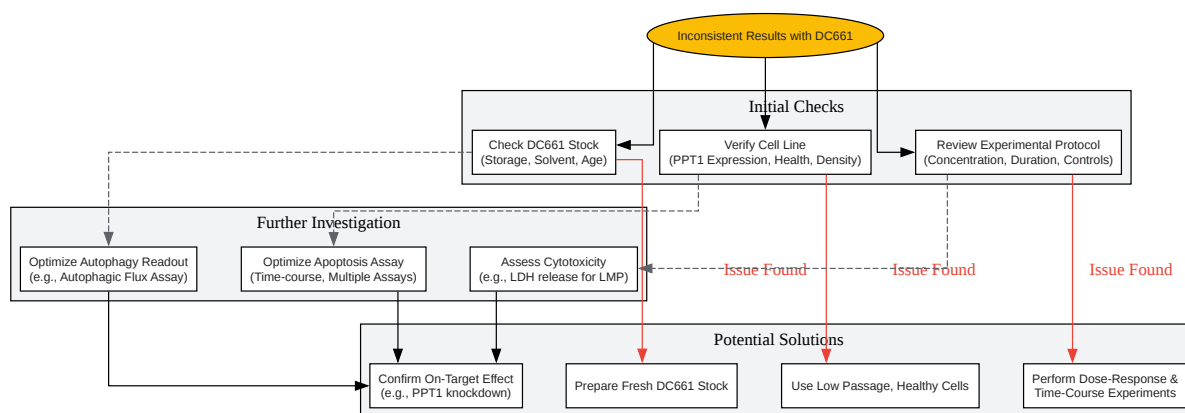 Inconsistent Results with DC661
Initial Checks
Check DC661 Stock
(Storage, Solvent, Age)
Verify Cell Line
(PPT1 Expression, Health, Density)
Review Experimental Protocol
(Concentration, Duration, Controls)
Further Investigation
Optimize Autophagy Readout
(e.g., Autophagic Flux Assay)
Optimize Apoptosis Assay
(Time-course, Multiple Assays)
Assess Cytotoxicity
(e.g., LDH release for LMP)
Issue Found
Issue Found
Issue Found
Potential Solutions
Confirm On-Target Effect
(e.g., PPT1 knockdown)
Prepare Fresh DC661 Stock
Use Low Passage, Healthy Cells
Perform Dose-Response &
Time-Course Experiments